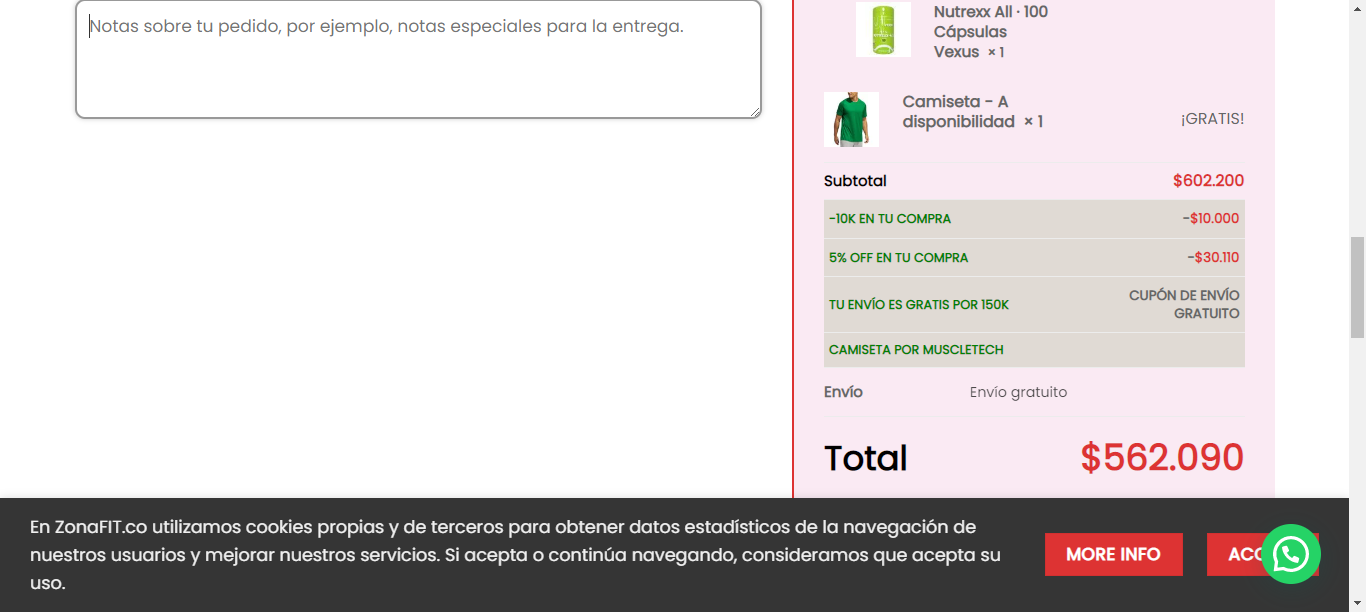 Notas sobre tu pedido, por ejemplo, notas especiales para la entrega.
Nutrexx All · 100
Cápsulas
Vexus × 1
Camiseta - A
disponibilidad × 1
¡GRATIS!
Subtotal $602.200
-10K EN TU COMPRA -$10.000
5% OFF EN TU COMPRA -$30.110
TU ENVÍO ES GRATIS POR 150K
CUPÓN DE ENVÍO
GRATUITO
CAMISETA POR MUSCLETECH
Envío Envío gratuito
Total $562.090
En ZonaFIT.co utilizamos cookies propias y de terceros para obtener datos estadísticos de la navegación de
nuestros usuarios y mejorar nuestros servicios. Si acepta o continúa navegando, consideramos que acepta su
uso.
MORE INFO